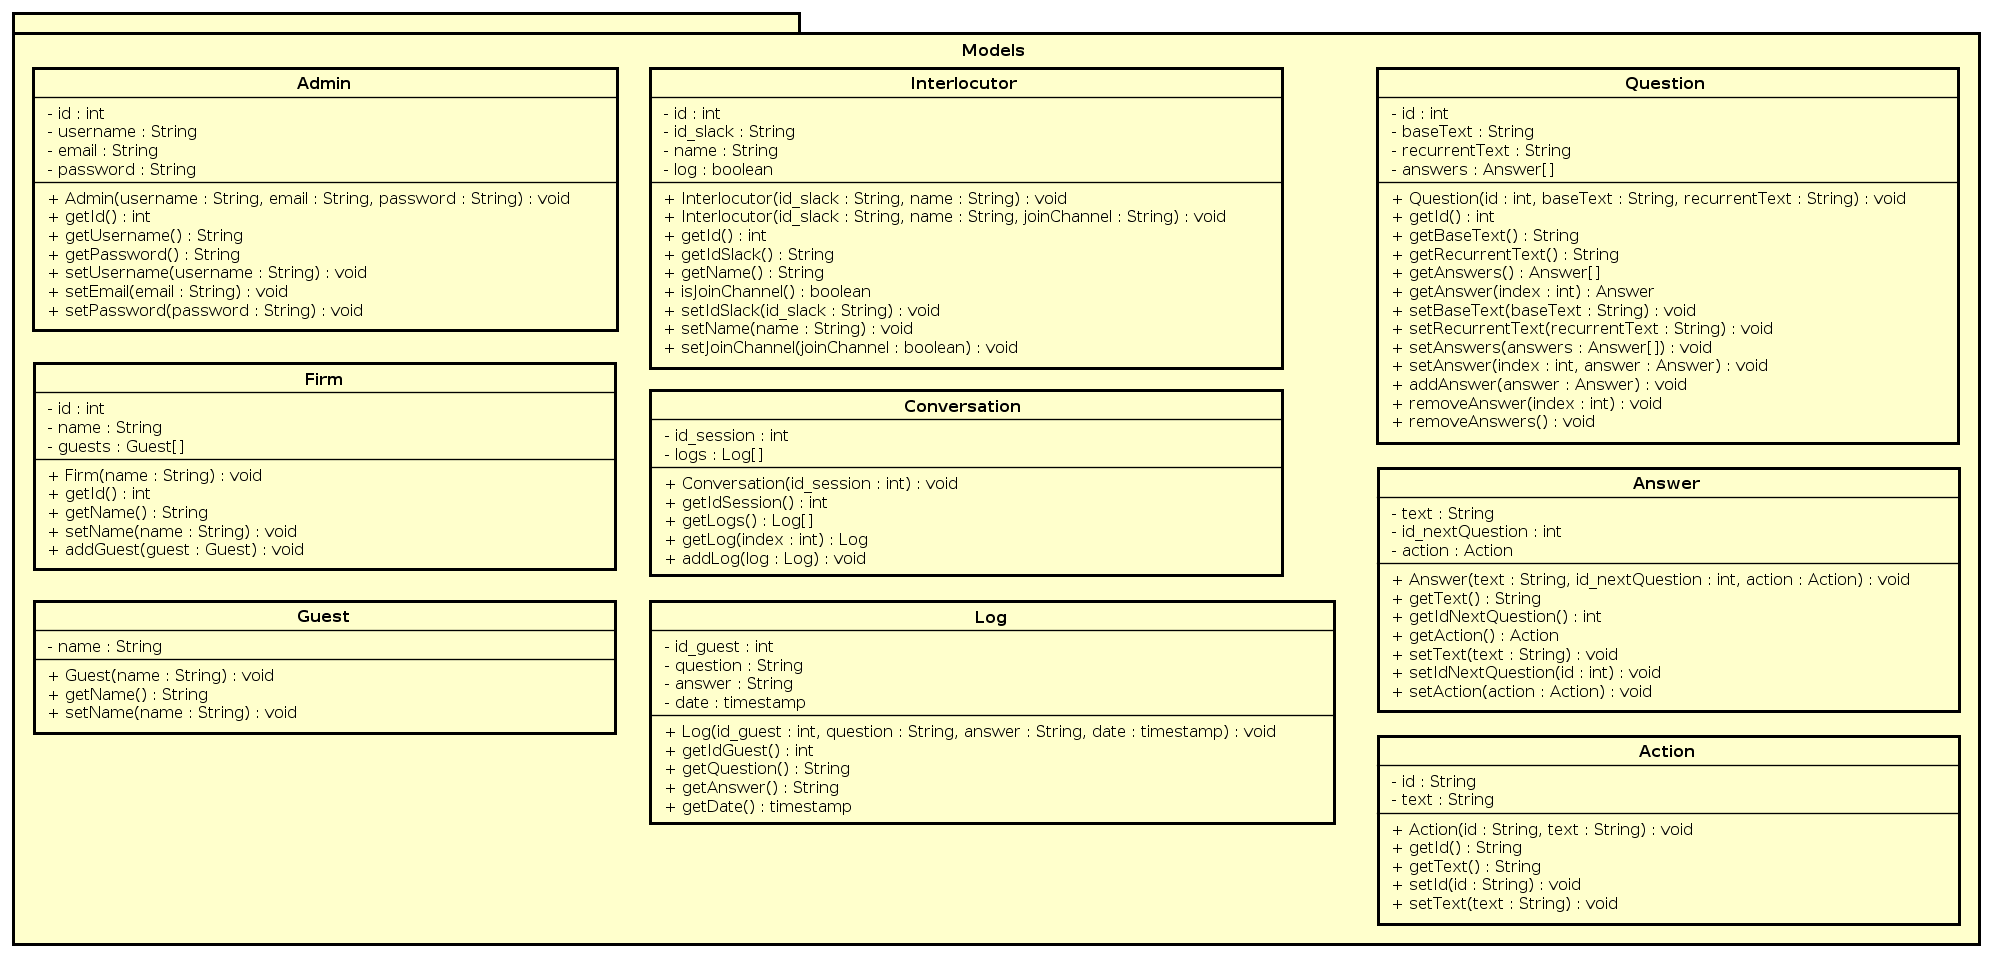 Models
Admin
- id : int
- username : String
- email : String
- password : String
+ Admin(username : String, email : String, password : String) : void
+ getId() : int
+ getUsername() : String
+ getPassword() : String
+ setUsername(username : String) : void
+ setEmail(email : String) : void
+ setPassword(password : String) : void
Firm
- id : int
- name : String
- guests : Guest[]
+ Firm(name : String) : void
+ getId() : int
+ getName() : String
+ setName(name : String) : void
+ addGuest(guest : Guest) : void
Guest
- name : String
+ Guest(name : String) : void
+ getName() : String
+ setName(name : String) : void
Interlocutor
- id : int
- id_slack : String
- name : String
- log : boolean
+ Interlocutor(id_slack : String, name : String) : void
+ Interlocutor(id_slack : String, name : String, joinChannel : String) : void
+ getId() : int
+ getIdSlack() : String
+ getName() : String
+ isJoinChannel() : boolean
+ setIdSlack(id_slack : String) : void
+ setName(name : String) : void
+ setJoinChannel(joinChannel : boolean) : void
Conversation
- id_session : int
- logs : Log[]
+ Conversation(id_session : int) : void
+ getIdSession() : int
+ getLogs() : Log[]
+ getLog(index : int) : Log
+ addLog(log : Log) : void
Log
- id_guest : int
- question : String
- answer : String
- date : timestamp
+ Log(id_guest : int, question : String, answer : String, date : timestamp) : void
+ getIdGuest() : int
+ getQuestion() : String
+ getAnswer() : String
+ getDate() : timestamp
Question
- id : int
- baseText : String
- recurrentText : String
- answers : Answer[]
+ Question(id : int, baseText : String, recurrentText : String) : void
+ getId() : int
+ getBaseText() : String
+ getRecurrentText() : String
+ getAnswers() : Answer[]
+ getAnswer(index : int) : Answer
+ setBaseText(baseText : String) : void
+ setRecurrentText(recurrentText : String) : void
+ setAnswers(answers : Answer[]) : void
+ setAnswer(index : int, answer : Answer) : void
+ addAnswer(answer : Answer) : void
+ removeAnswer(index : int) : void
+ removeAnswers() : void
Answer
- text : String
- id_nextQuestion : int
- action : Action
+ Answer(text : String, id_nextQuestion : int, action : Action) : void
+ getText() : String
+ getIdNextQuestion() : int
+ getAction() : Action
+ setText(text : String) : void
+ setIdNextQuestion(id : int) : void
+ setAction(action : Action) : void
Action
- id : String
- text : String
+ Action(id : String, text : String) : void
+ getId() : String
+ getText() : String
+ setId(id : String) : void
+ setText(text : String) : void